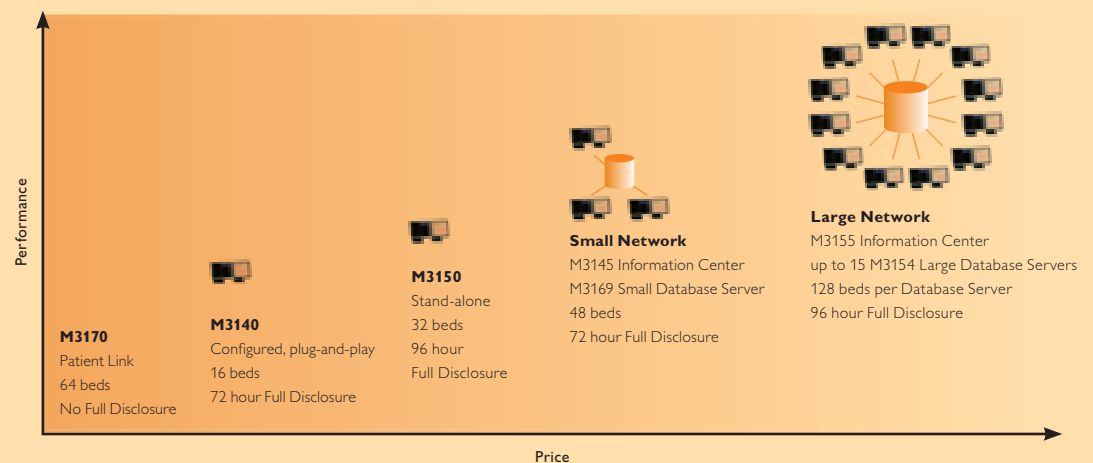 Performance
M3170
Patient Link
64 beds
No Full Disclosure
M3140
Configured, plug-and-play
16 beds
72 hour Full Disclosure
M3150
Stand-alone
32 beds
96 hour
Full Disclosure
Small Network
M3145 Information Center
M3169 Small Database Server
48 beds
72 hour Full Disclosure
Large Network
M3155 Information Center
up to 15 M3154 Large Database Servers
128 beds per Database Server
96 hour Full Disclosure
Price